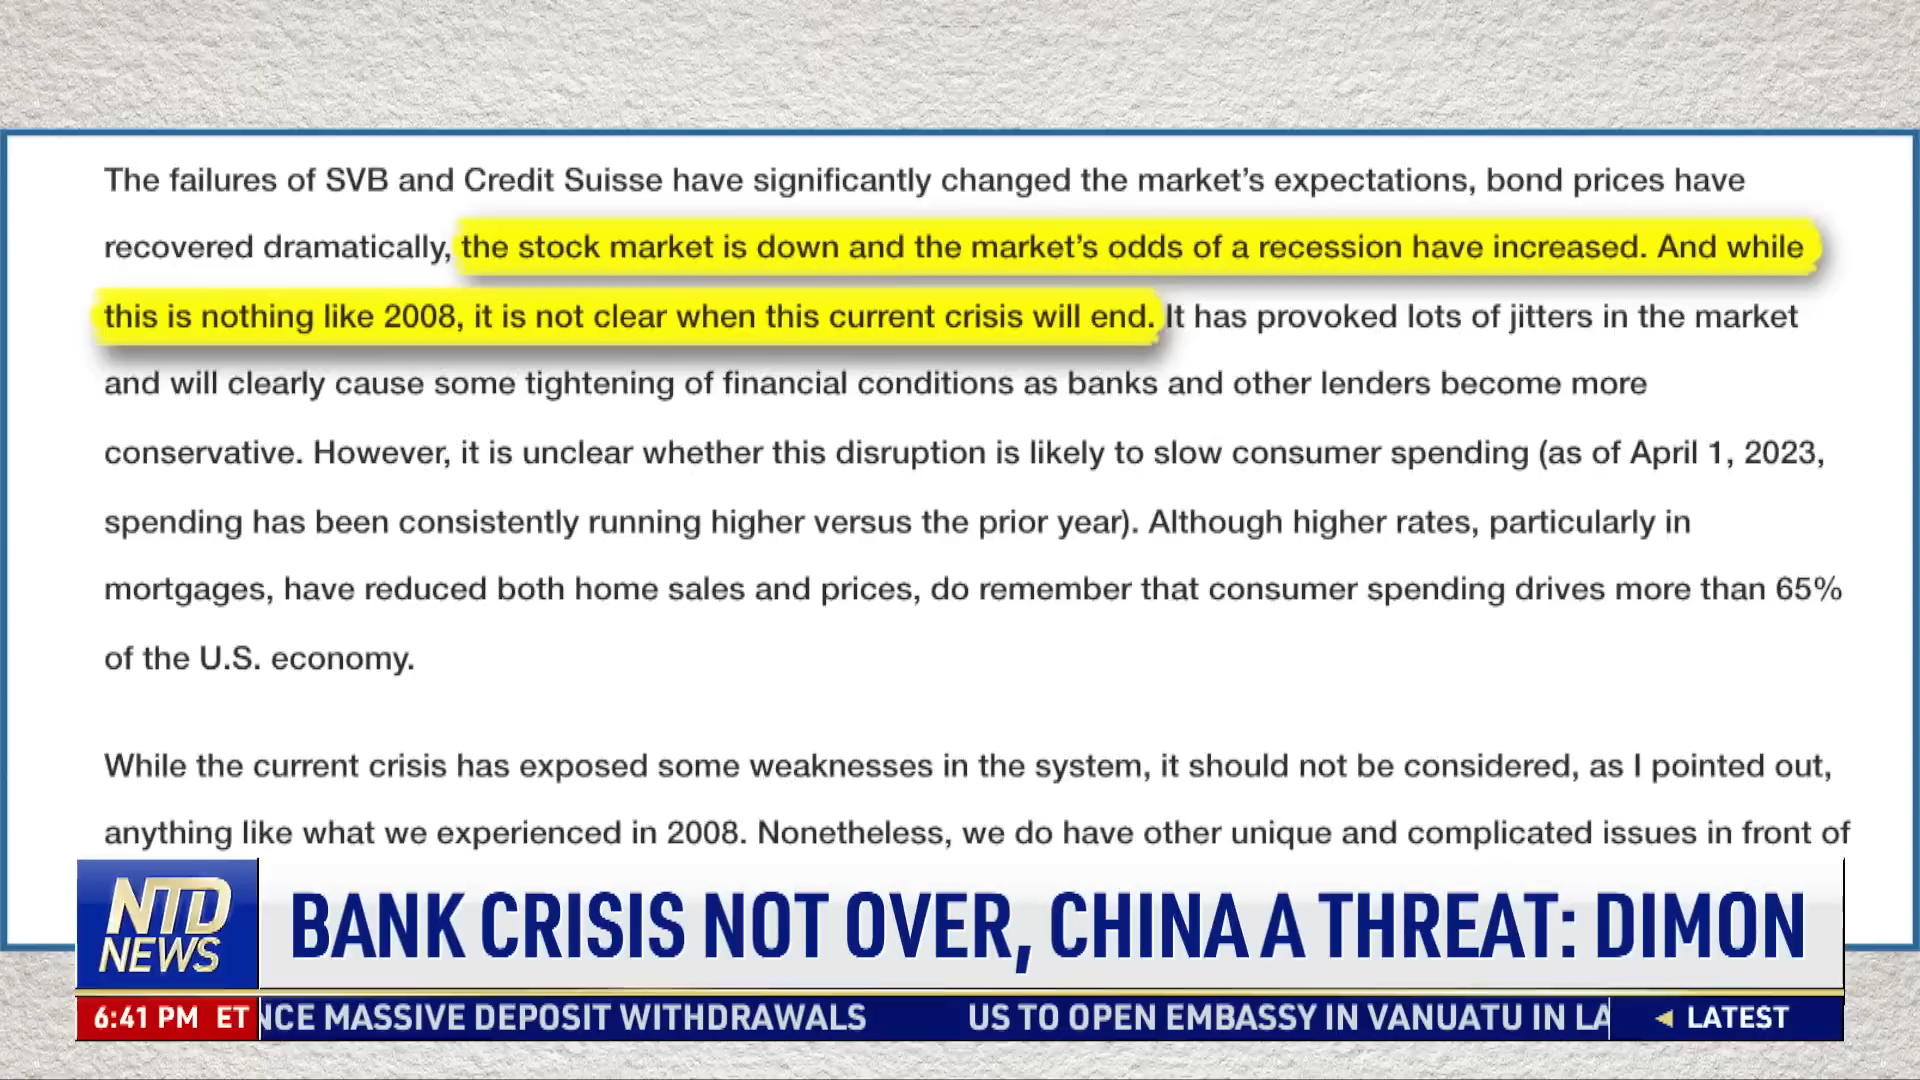 The failures of SVB and Credit Suisse have significantly changed the market’s expectations, bond prices have
recovered dramatically, the stock market is down and the market’s odds of a recession have increased. And while
this is nothing like 2008, it is not clear when this current crisis will end. It has provoked lots of jitters in the market
and will clearly cause some tightening of financial conditions as banks and other lenders become more
conservative. However, it is unclear whether this disruption is likely to slow consumer spending (as of April 1, 2023,
spending has been consistently running higher versus the prior year). Although higher rates, particularly in
mortgages, have reduced both home sales and prices, do remember that consumer spending drives more than 65%
of the U.S. economy.
While the current crisis has exposed some weaknesses in the system, it should not be considered, as I pointed out,
anything like what we experienced in 2008. Nonetheless, we do have other unique and complicated issues in front of
NTD
NEWS
BANK CRISIS NOT OVER, CHINA A THREAT: DIMON
6:41 PM ET
NCE MASSIVE DEPOSIT WITHDRAWALS
US TO OPEN EMBASSY IN VANUATU IN LA
LATEST